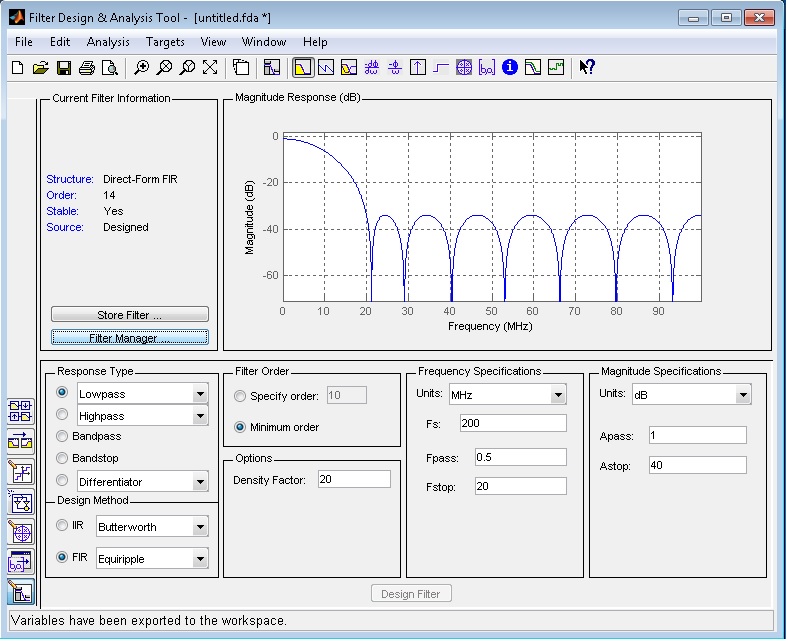 Filter Design & Analysis Tool - [untitled.fda *]
File Edit Analysis Targets View Window Help
Current Filter Information
Structure: Direct-Form FIR
Order: 14
Stable: Yes
Source: Designed
Store Filter ...
Filter Manager ...
Magnitude Response (dB)
Magnitude (dB)
0
-20
-40
-60
0 10 20 30 40 50 60 70 80 90
Frequency (MHz)
Response Type
Lowpass
Highpass
Bandpass
Bandstop
Differentiator
Design Method
IIR Butterworth
FIR Equiripple
Filter Order
Specify order: 10
Minimum order
Options
Density Factor: 20
Frequency Specifications
Units: MHz
Fs: 200
Fpass: 0.5
Fstop: 20
Magnitude Specifications
Units: dB
Apass: 1
Astop: 40
Design Filter
Variables have been exported to the workspace.